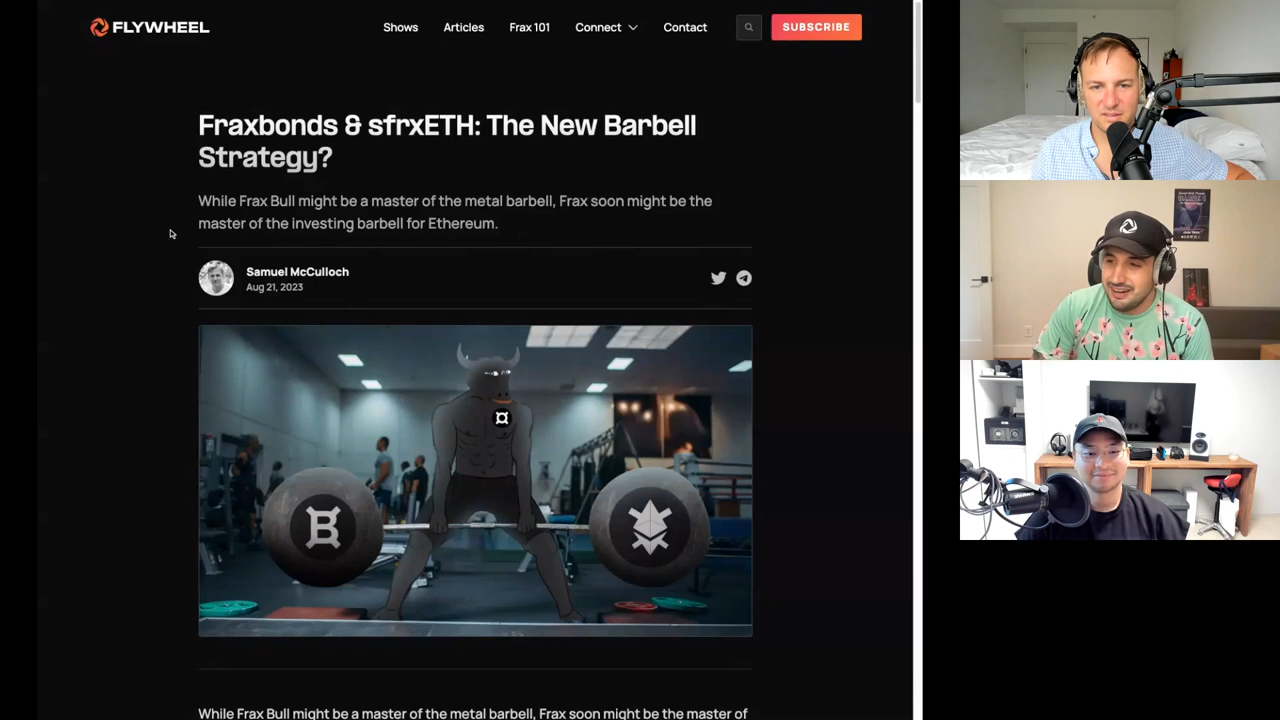 FLYWHEEL
Shows
Articles
Frax 101
Connect
Contact
SUBSCRIBE
Fraxbonds & sfrxETH: The New Barbell
Strategy?
While Frax Bull might be a master of the metal barbell, Frax soon might be the
master of the investing barbell for Ethereum.
Samuel McCulloch
Aug 21, 2023
While Frax Bull might be a master of the metal barbell, Frax soon might be the master of